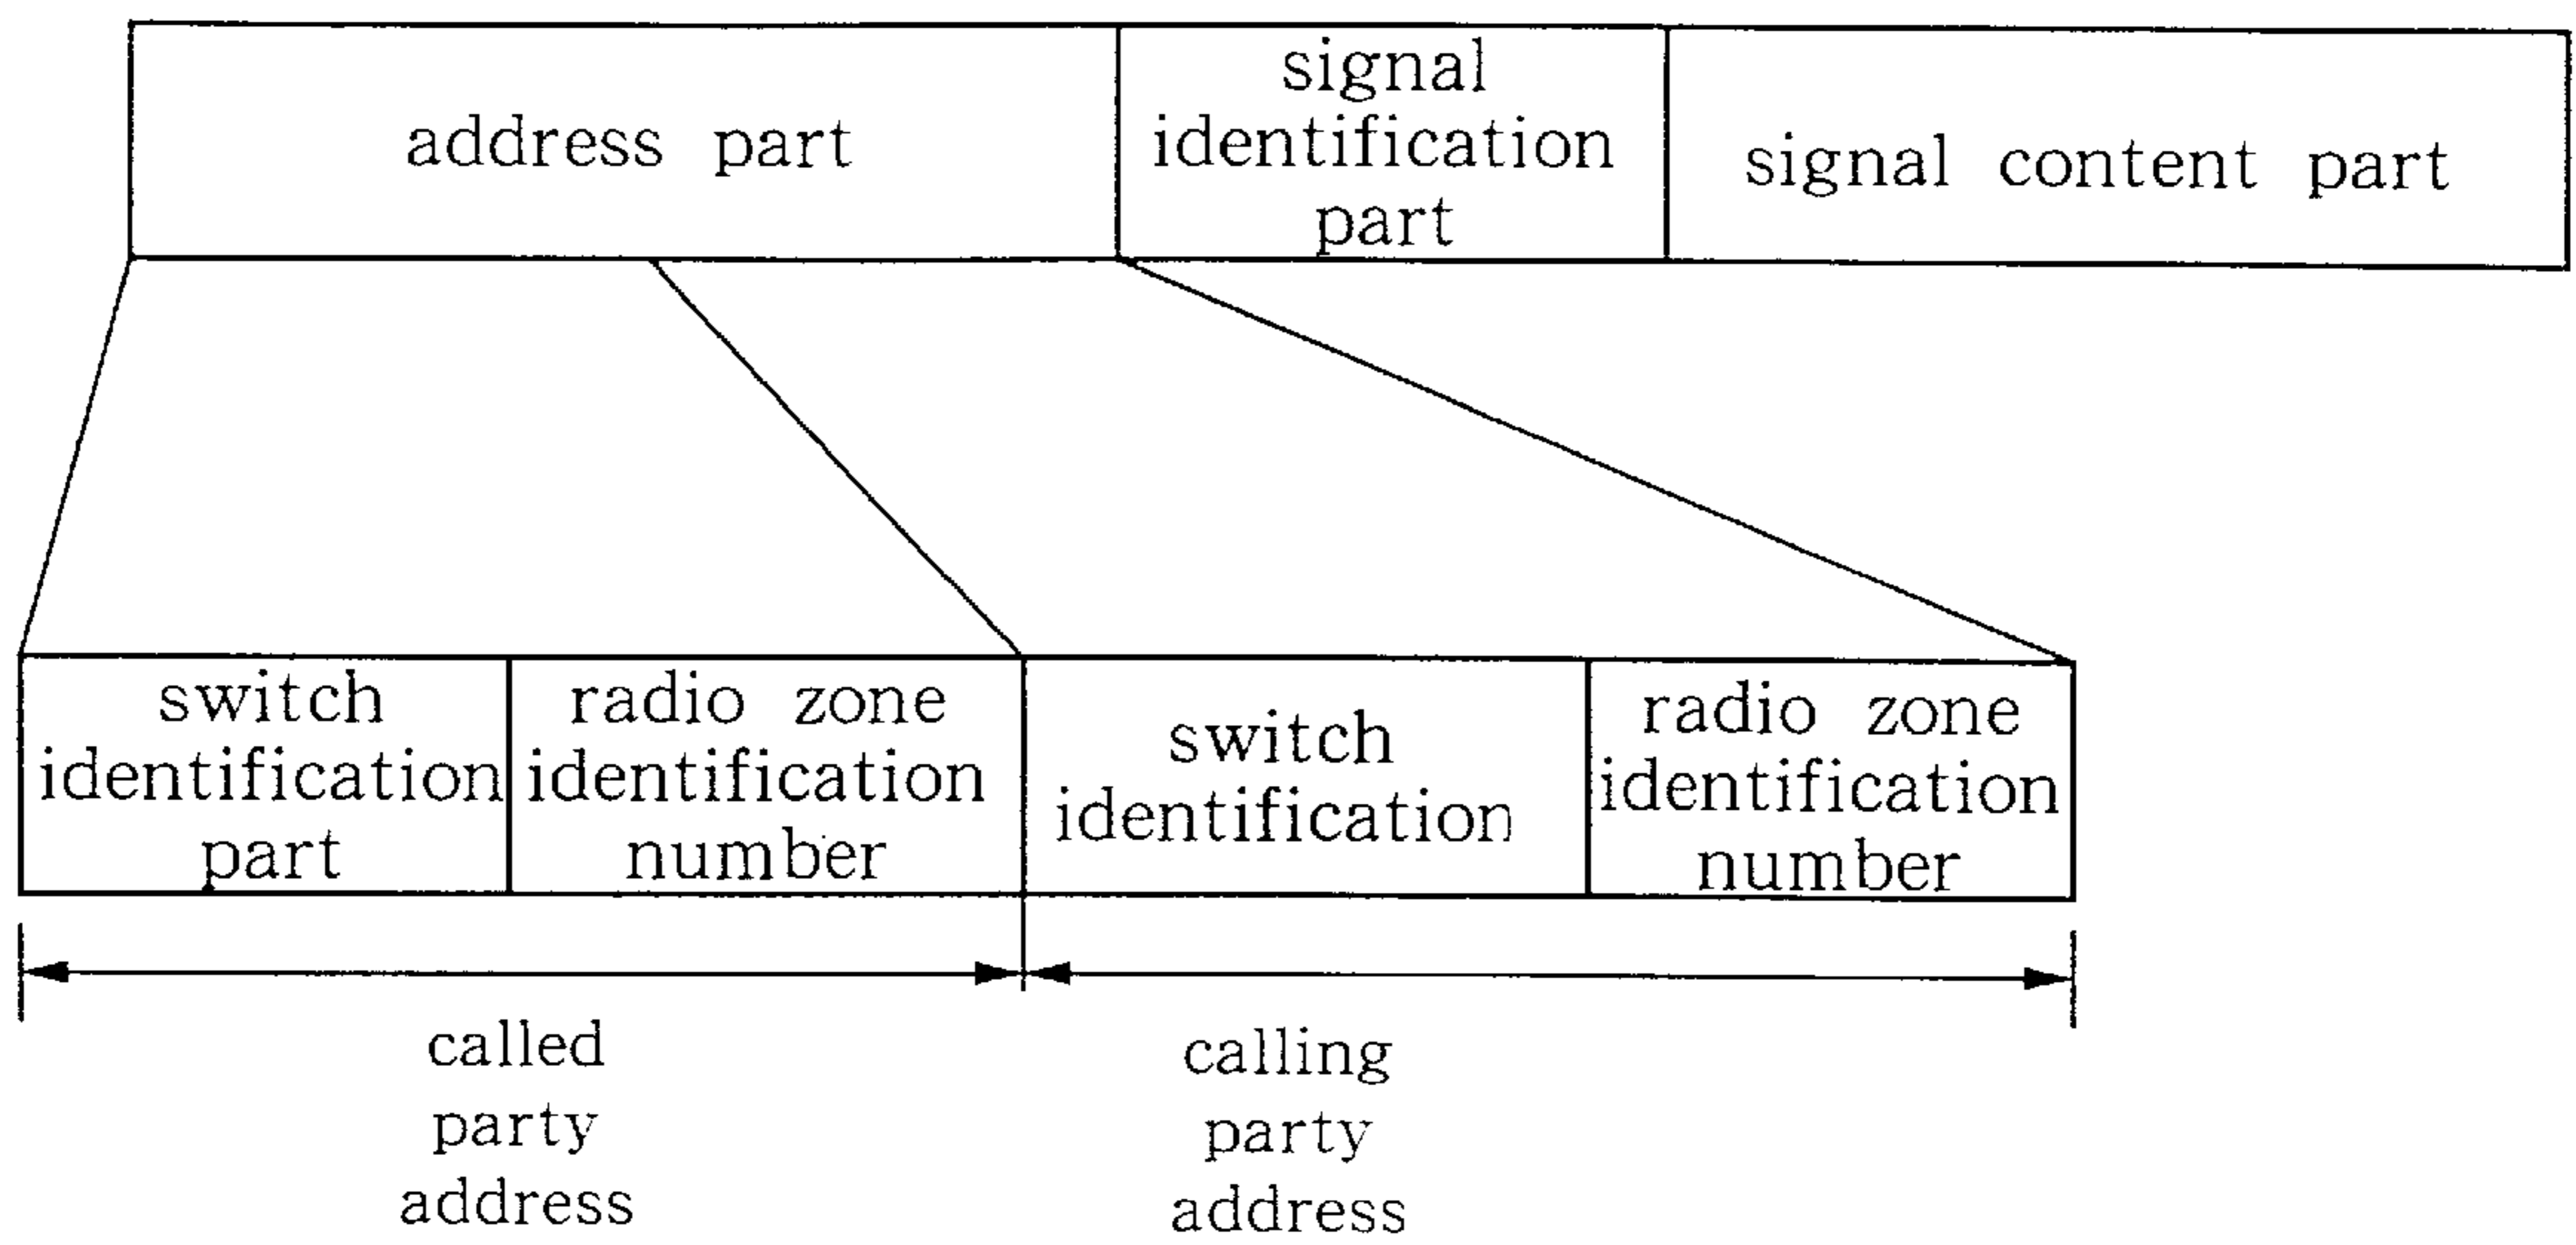 address part
signal
identification
part
signal content part
switch
identification
part
radio zone
identification
number
switch
identification
radio zone
identification
number
called
party
address
calling
party
address